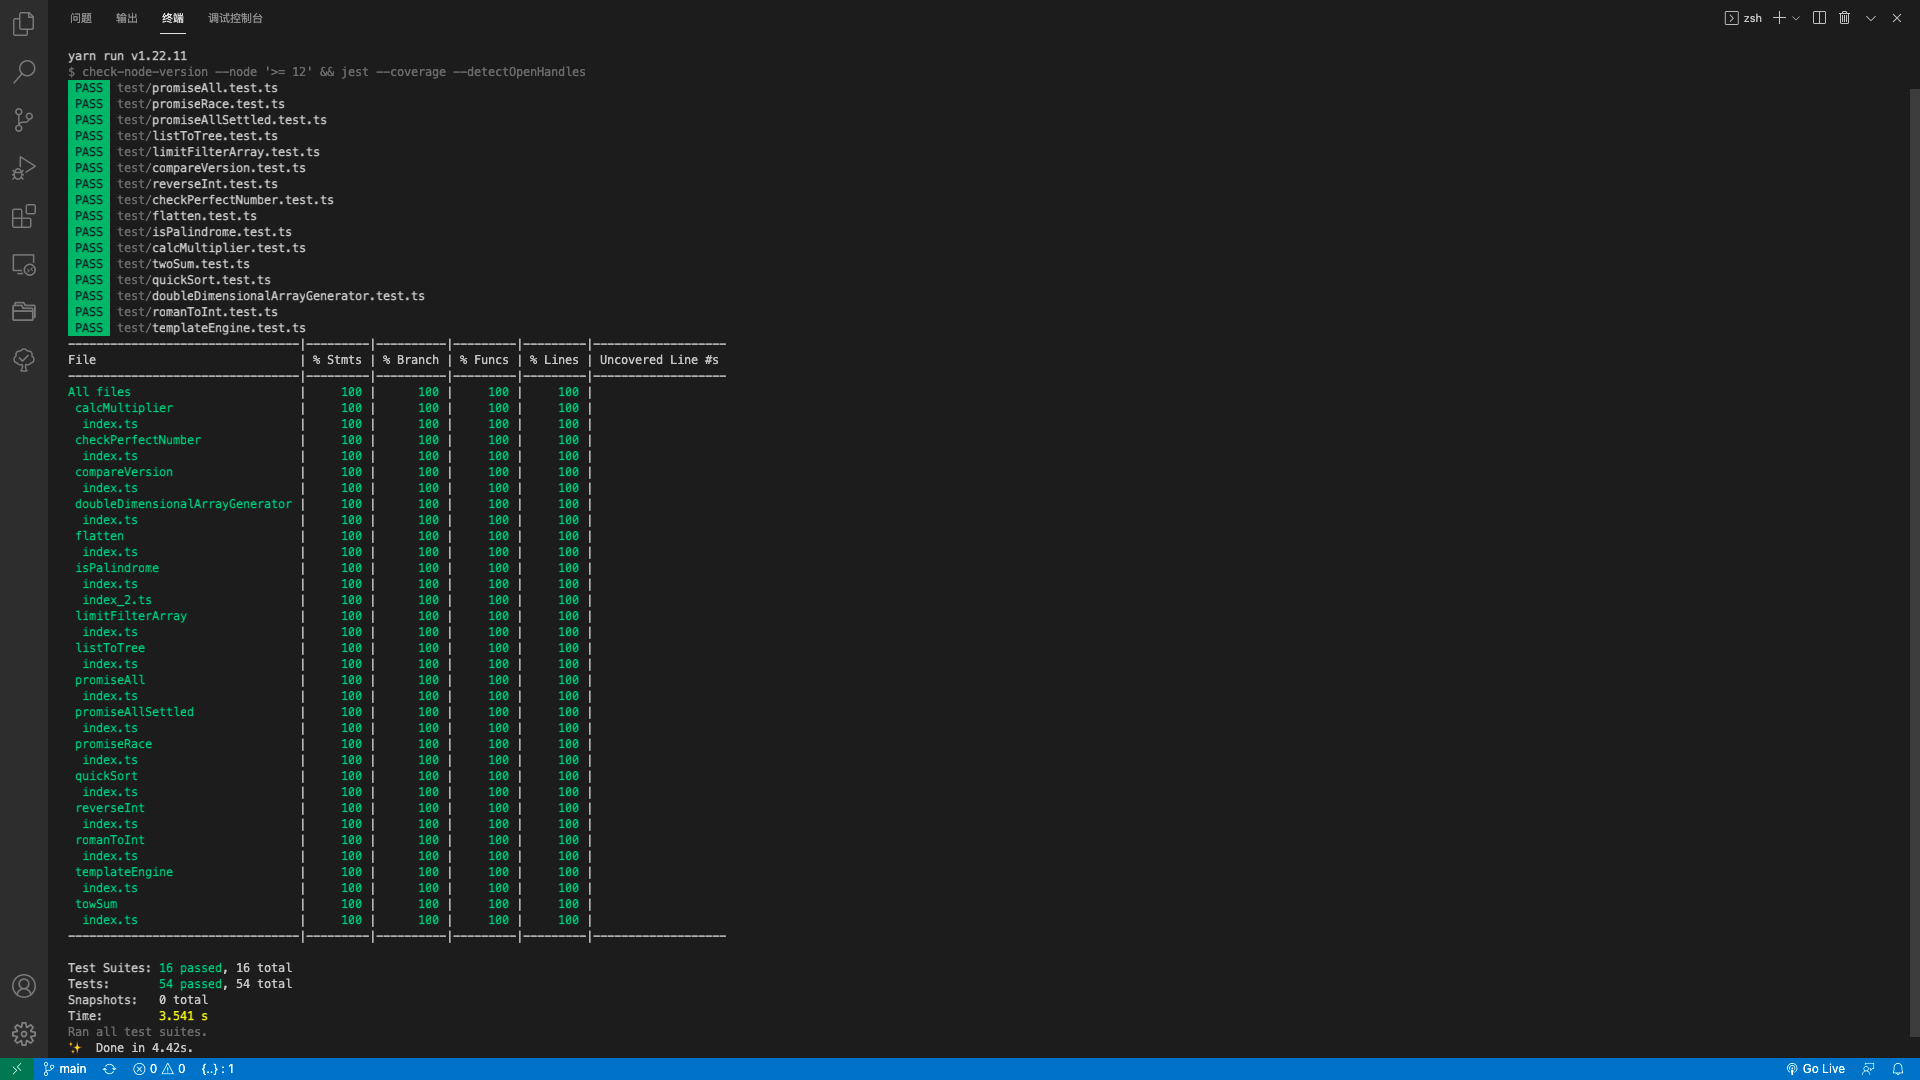 问题 输出 终端 调试控制台 zsh
yarn run v1.22.11
$ check-node-version --node '>= 12' && jest --coverage --detectOpenHandles
PASS test/promiseAll.test.ts
PASS test/promiseRace.test.ts
PASS test/promiseAllSettled.test.ts
PASS test/listToTree.test.ts
PASS test/limitFilterArray.test.ts
PASS test/compareVersion.test.ts
PASS test/reverseInt.test.ts
PASS test/checkPerfectNumber.test.ts
PASS test/flatten.test.ts
PASS test/isPalindrome.test.ts
PASS test/calcMultiplier.test.ts
PASS test/twoSum.test.ts
PASS test/quickSort.test.ts
PASS test/doubleDimensionalArrayGenerator.test.ts
PASS test/romanToInt.test.ts
PASS test/templateEngine.test.ts
---------------------------------|---------|----------|---------|---------|-------------------
File | % Stmts | % Branch | % Funcs | % Lines | Uncovered Line #s
---------------------------------|---------|----------|---------|---------|-------------------
All files | 100 | 100 | 100 | 100 |
calcMultiplier | 100 | 100 | 100 | 100 |
index.ts | 100 | 100 | 100 | 100 |
checkPerfectNumber | 100 | 100 | 100 | 100 |
index.ts | 100 | 100 | 100 | 100 |
compareVersion | 100 | 100 | 100 | 100 |
index.ts | 100 | 100 | 100 | 100 |
doubleDimensionalArrayGenerator | 100 | 100 | 100 | 100 |
index.ts | 100 | 100 | 100 | 100 |
flatten | 100 | 100 | 100 | 100 |
index.ts | 100 | 100 | 100 | 100 |
isPalindrome | 100 | 100 | 100 | 100 |
index.ts | 100 | 100 | 100 | 100 |
index_2.ts | 100 | 100 | 100 | 100 |
limitFilterArray | 100 | 100 | 100 | 100 |
index.ts | 100 | 100 | 100 | 100 |
listToTree | 100 | 100 | 100 | 100 |
index.ts | 100 | 100 | 100 | 100 |
promiseAll | 100 | 100 | 100 | 100 |
index.ts | 100 | 100 | 100 | 100 |
promiseAllSettled | 100 | 100 | 100 | 100 |
index.ts | 100 | 100 | 100 | 100 |
promiseRace | 100 | 100 | 100 | 100 |
index.ts | 100 | 100 | 100 | 100 |
quickSort | 100 | 100 | 100 | 100 |
index.ts | 100 | 100 | 100 | 100 |
reverseInt | 100 | 100 | 100 | 100 |
index.ts | 100 | 100 | 100 | 100 |
romanToInt | 100 | 100 | 100 | 100 |
index.ts | 100 | 100 | 100 | 100 |
templateEngine | 100 | 100 | 100 | 100 |
index.ts | 100 | 100 | 100 | 100 |
towSum | 100 | 100 | 100 | 100 |
index.ts | 100 | 100 | 100 | 100 |
---------------------------------|---------|----------|---------|---------|-------------------
Test Suites: 16 passed, 16 total
Tests: 54 passed, 54 total
Snapshots: 0 total
Time: 3.541 s
Ran all test suites.
✨ Done in 4.42s.
main 0 0 {..} : 1 Go Live